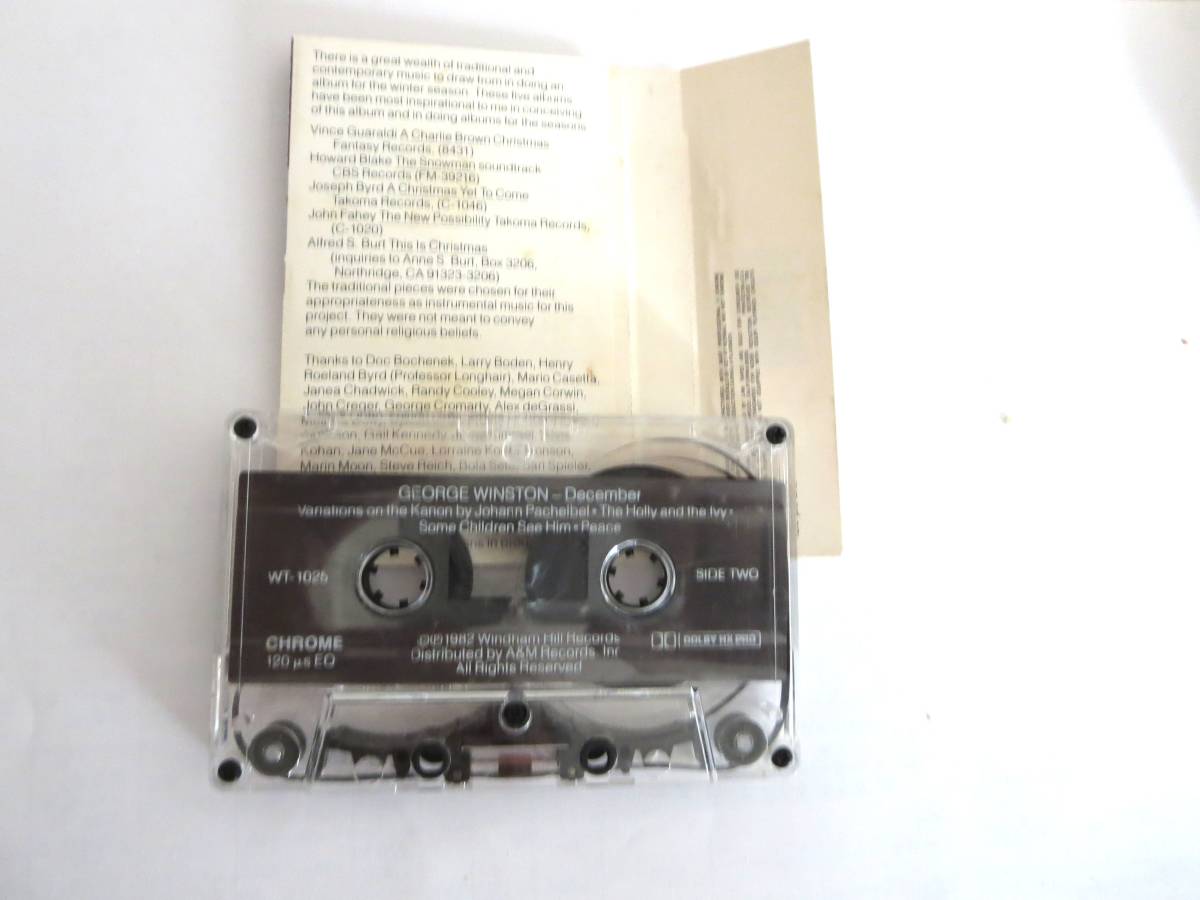 There is a great wealth of traditional and
contemporary music to draw from in doing an
album for the winter season. These five albums
have been most inspirational to me in conceiving
of this album and in doing albums for the seasons
Vince Guaraldi A Charlie Brown Christmas
Fantasy Records, (8431)
Howard Blake The Snowman soundtrack
CBS Records (FM-39216)
Joseph Byrd A Christmas Yet To Come
Takoma Records, (C-1046)
John Fahey The New Possibility Takoma Records,
(C-1020)
Alfred S. Burt This Is Christmas
(inquiries to Anne S. Burt, Box 3206,
Northridge, CA 91323-3206)
The traditional pieces were chosen for their
appropriateness as instrumental music for this
project. They were not meant to convey
any personal religious beliefs.
Thanks to Doc Bochenek, Larry Boden, Henry
Roeland Byrd (Professor Longhair), Mario Casetta,
Janea Chadwick, Randy Cooley, Megan Corwin,
John Creger, George Cromarty, Alex deGrassi,
Gail Kennedy
Kohan, Jane McCue, Lorraine
Marin Moon, Steve Reich, Bola Sete, Spieler,
GEORGE WINSTON – December
Variations on the Kanon by Johann Pachelbel • The Holly and the Ivy •
Some Children See Him • Peace
WT-1025
SIDE TWO
CHROME
120 µs EQ
©℗1982 Windham Hill Records
Distributed by A&M Records, Inc
All Rights Reserved
DOLBY HX PRO